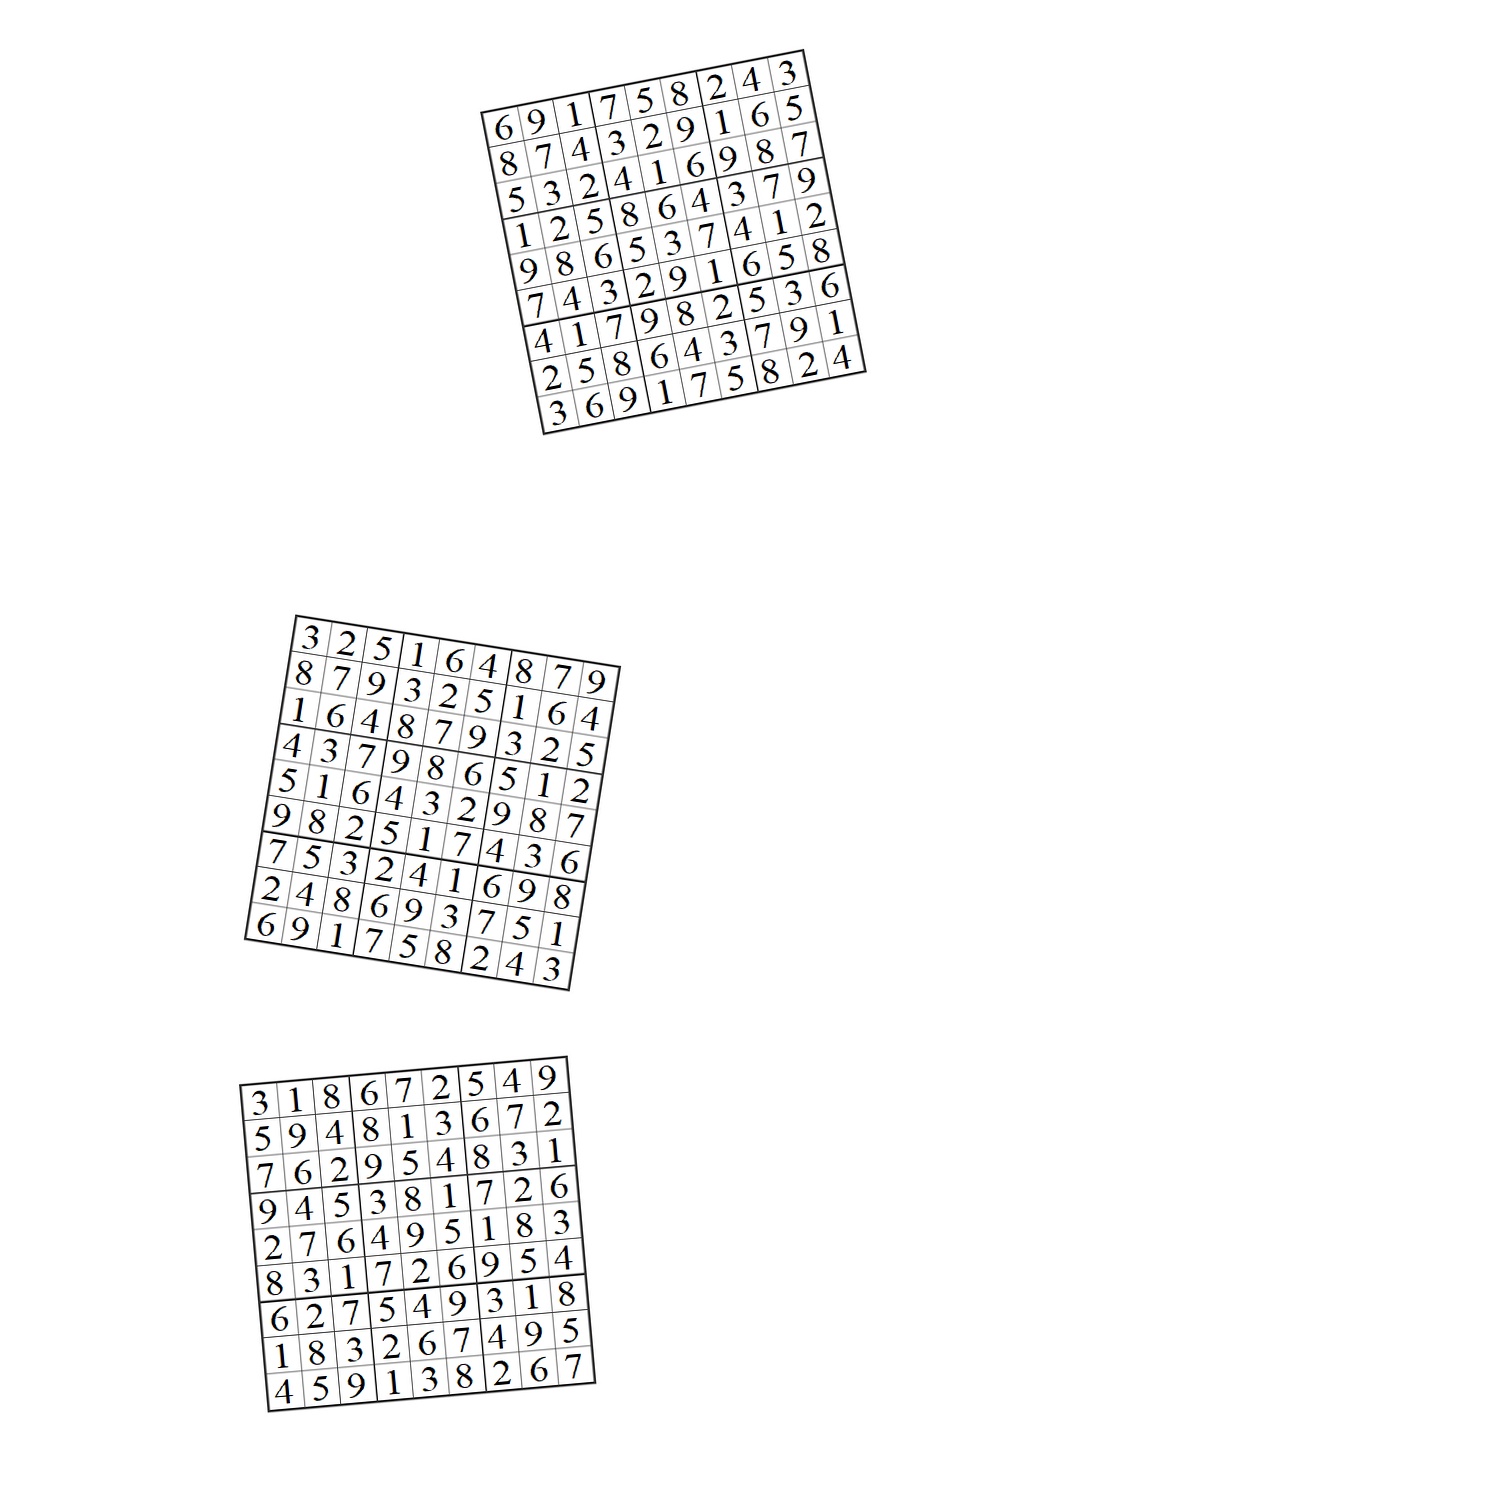 6 9 1 7 5 8 2 4 3
8 7 4 3 2 9 1 6 5
5 3 2 4 1 6 9 8 7
1 2 5 8 6 4 3 7 9
9 8 6 5 3 7 4 1 2
7 4 3 2 9 1 6 5 8
4 1 7 9 8 2 5 3 6
2 5 8 6 4 3 7 9 1
3 6 9 1 7 5 8 2 4
3 2 5 1 6 4 8 7 9
8 7 9 3 2 5 1 6 4
1 6 4 8 7 9 3 2 5
4 3 7 9 8 6 5 1 2
5 1 6 4 3 2 9 8 7
9 8 2 5 1 7 4 3 6
7 5 3 2 4 1 6 9 8
2 4 8 6 9 3 7 5 1
6 9 1 7 5 8 2 4 3
3 1 8 6 7 2 5 4 9
5 9 4 8 1 3 6 7 2
7 6 2 9 5 4 8 3 1
9 4 5 3 8 1 7 2 6
2 7 6 4 9 5 1 8 3
8 3 1 7 2 6 9 5 4
6 2 7 5 4 9 3 1 8
1 8 3 2 6 7 4 9 5
4 5 9 1 3 8 2 6 7